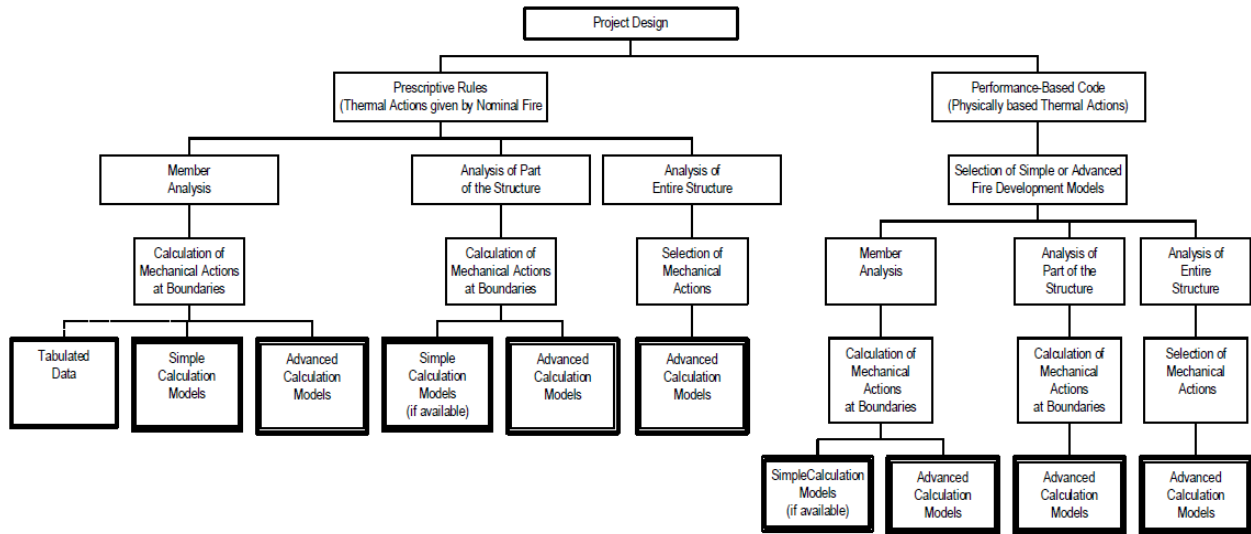 Project Design
Prescriptive Rules
(Thermal Actions given by Nominal Fire
Performance-Based Code
(Physically based Thermal Actions)
Member
Analysis
Analysis of Part
of the Structure
Analysis of
Entire Structure
Selection of Simple or Advanced
Fire Development Models
Calculation of
Mechanical Actions
at Boundaries
Calculation of
Mechanical Actions
at Boundaries
Selection of
Mechanical
Actions
Member
Analysis
Analysis of
Part of the
Structure
Analysis of
Entire
Structure
Tabulated
Data
Simple
Calculation
Models
Advanced
Calculation
Models
Simple
Calculation
Models
(if available)
Advanced
Calculation
Models
Advanced
Calculation
Models
Calculation of
Mechanical
Actions
at Boundaries
Calculation of
Mechanical
Actions
at Boundaries
Selection of
Mechanical
Actions
SimpleCalculation
Models
(if available)
Advanced
Calculation
Models
Advanced
Calculation
Models
Advanced
Calculation
Models